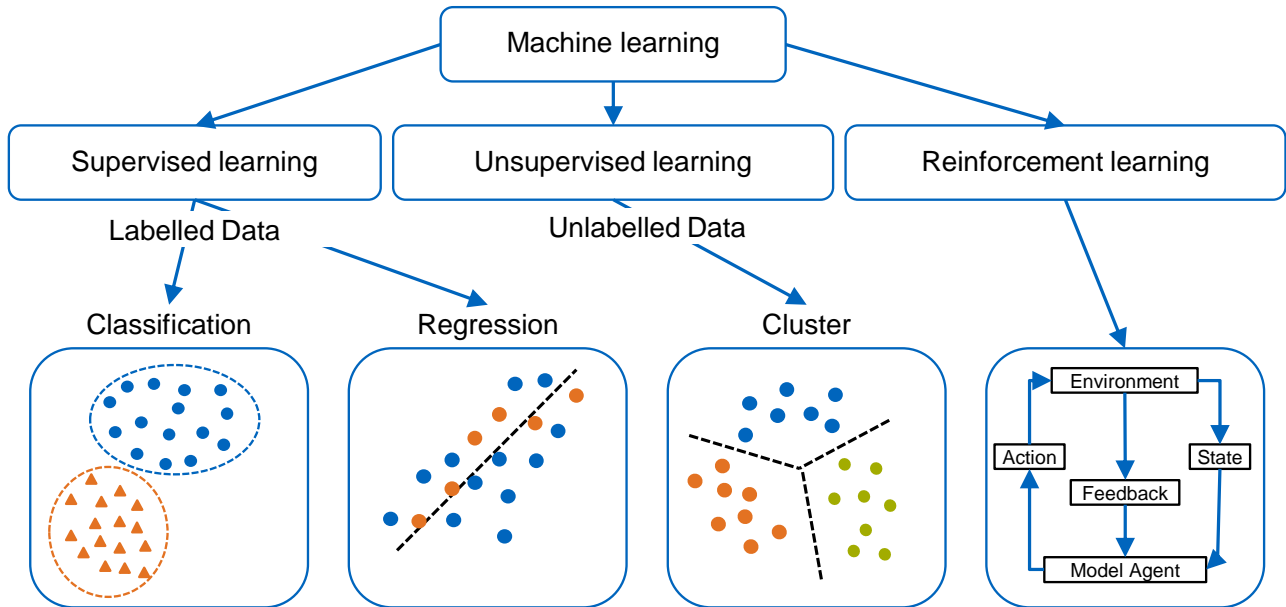 Machine learning
Supervised learning
Unsupervised learning
Reinforcement learning
Labelled Data
Unlabelled Data
Classification
Regression
Cluster
Environment
Action
State
Feedback
Model Agent